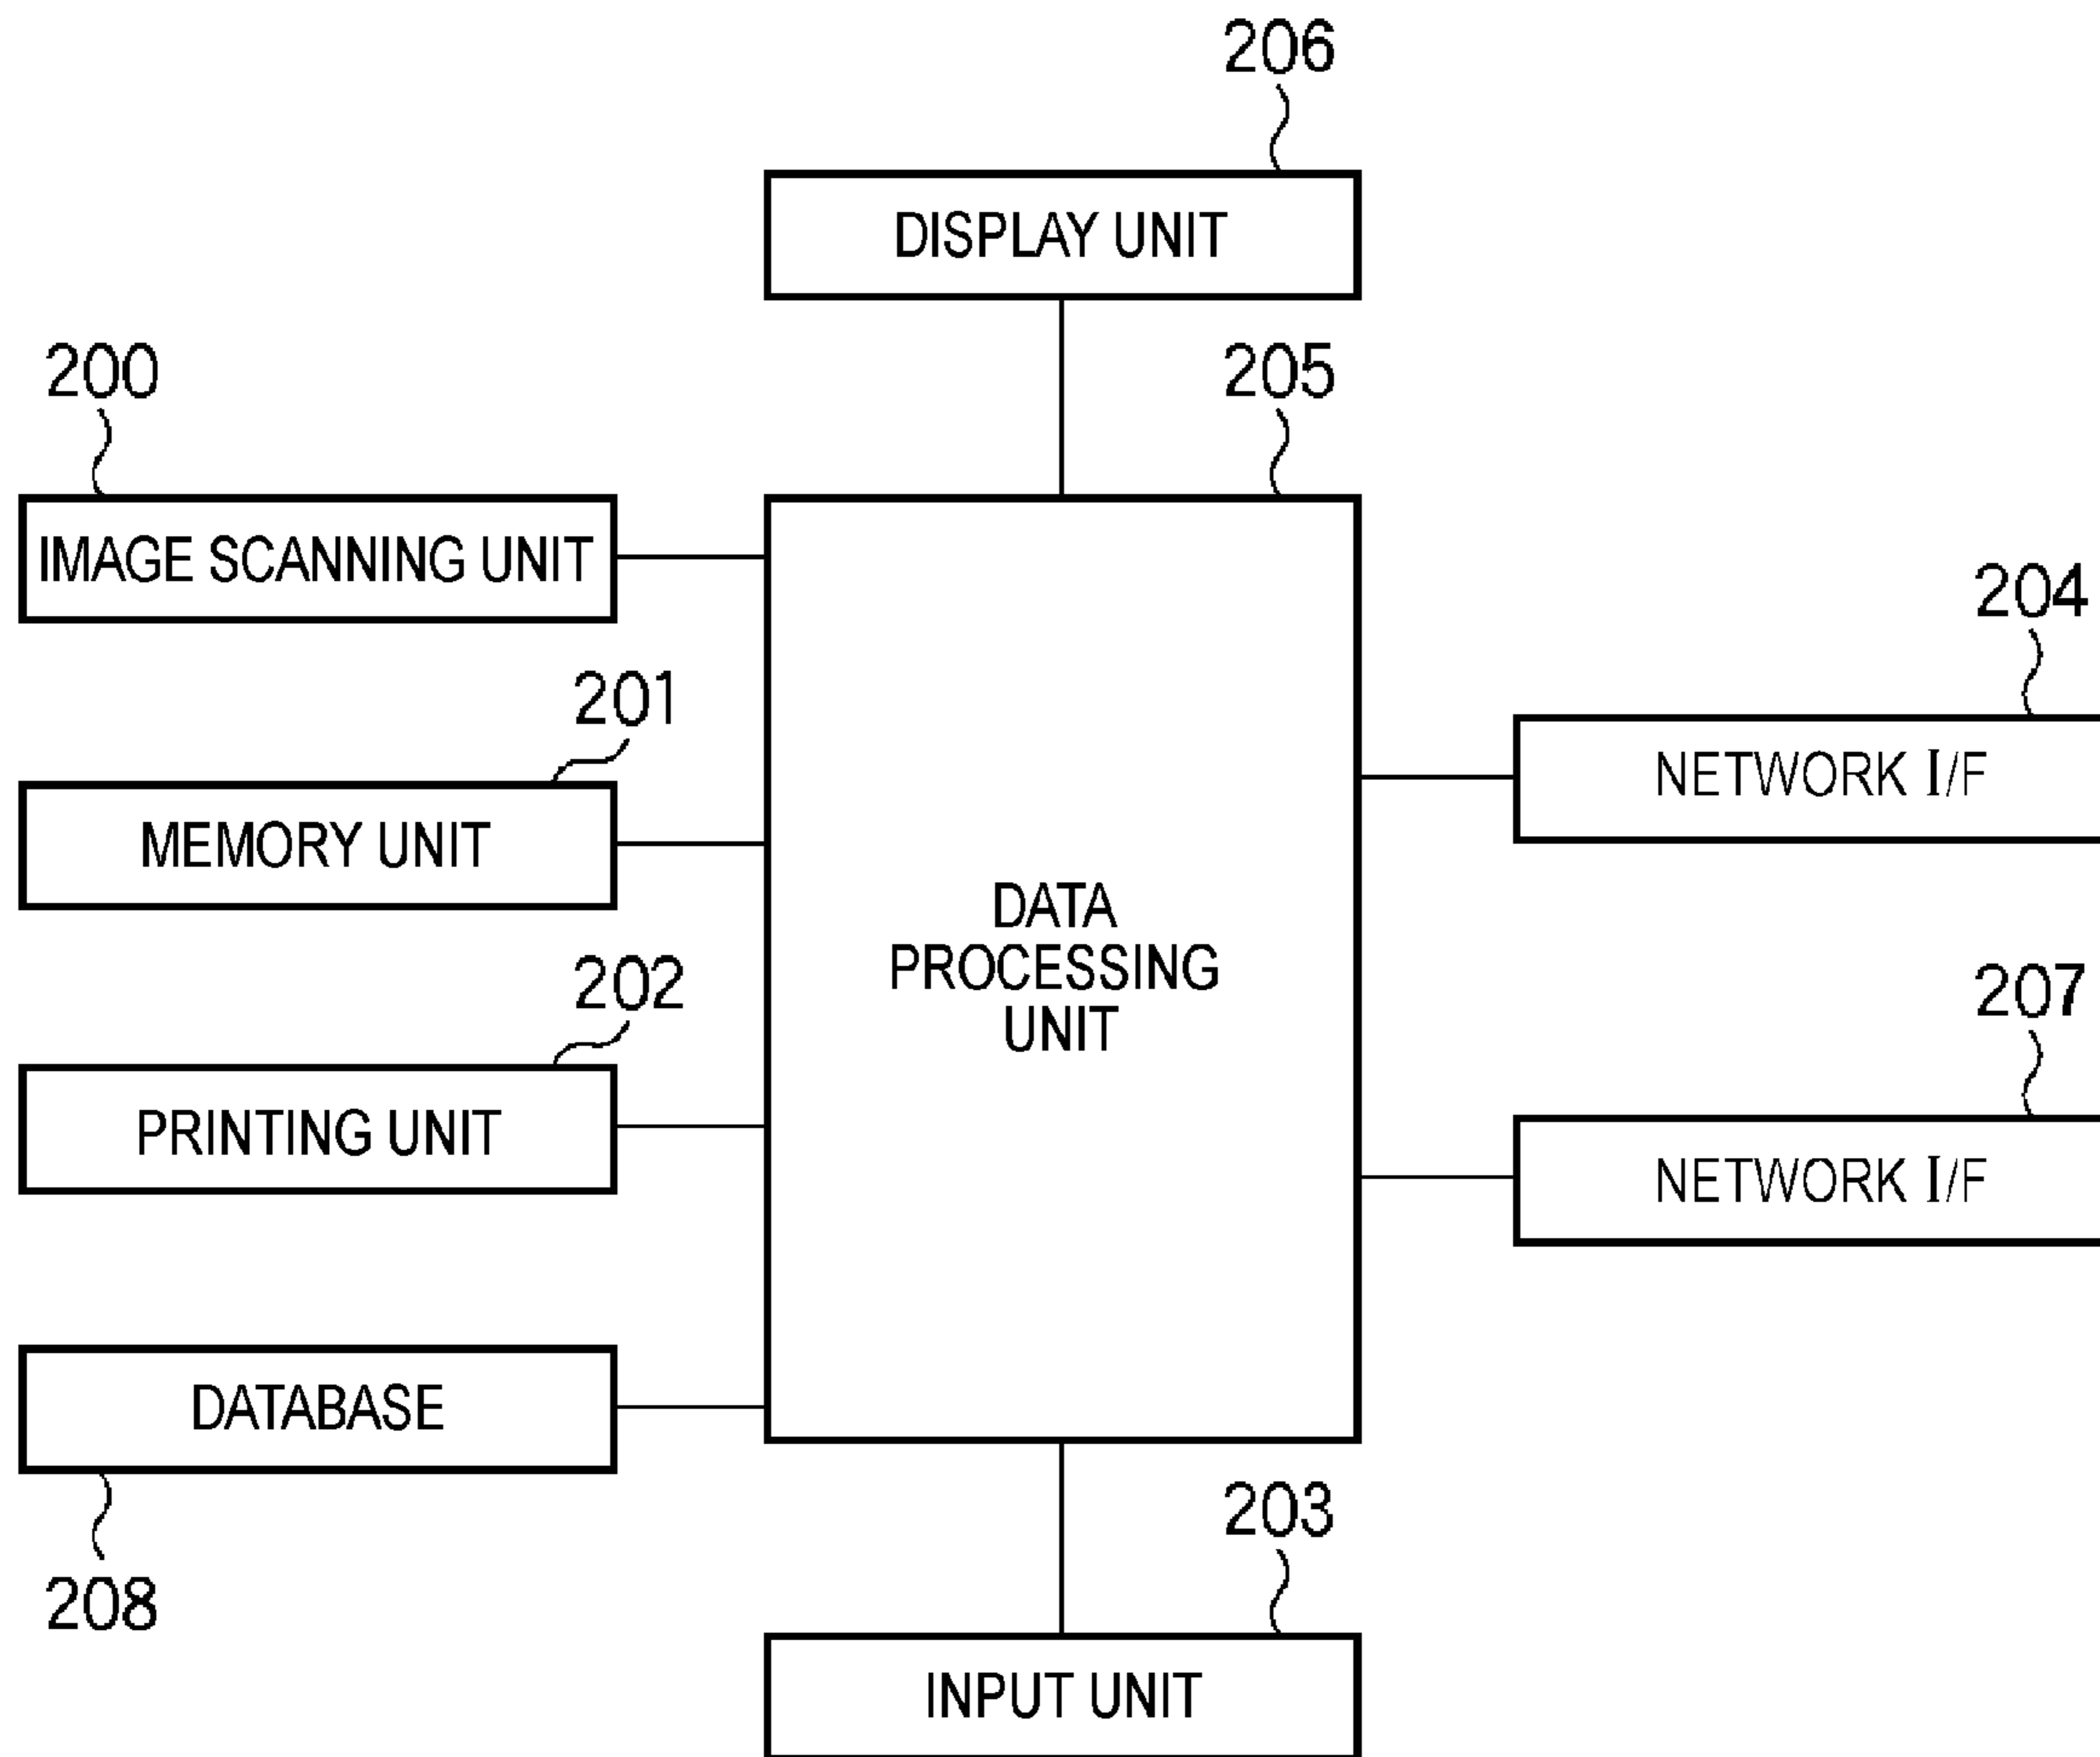 206
DISPLAY UNIT
200
205
IMAGE SCANNING UNIT
204
201
NETWORK I/F
MEMORY UNIT
DATA
PROCESSING
UNIT
202
207
PRINTING UNIT
NETWORK I/F
DATABASE
203
208
INPUT UNIT